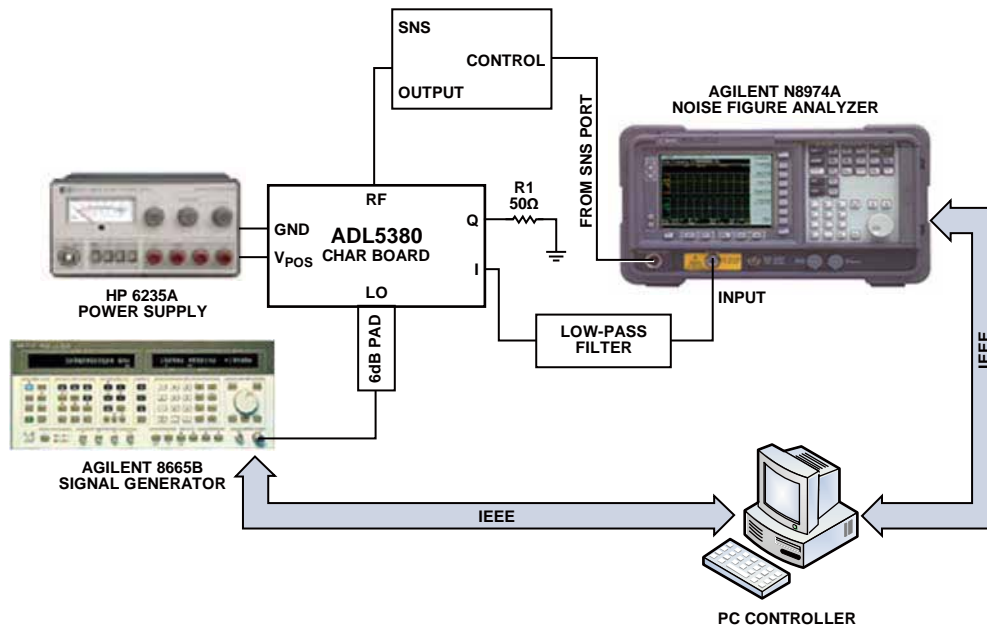 SNS
CONTROL
OUTPUT
AGILENT N8974A
NOISE FIGURE ANALYZER
FROM SNS PORT
RF
R1
50Ω
GND
ADL5380
CHAR BOARD
Q
VPOS
I
LO
HP 6235A
POWER SUPPLY
INPUT
6dB PAD
LOW-PASS
FILTER
IEEE
AGILENT 8665B
SIGNAL GENERATOR
IEEE
PC CONTROLLER